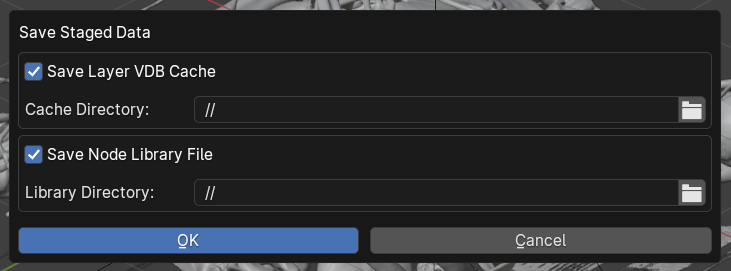 Save Staged Data
Save Layer VDB Cache
Cache Directory: //
Save Node Library File
Library Directory: //
OK Cancel